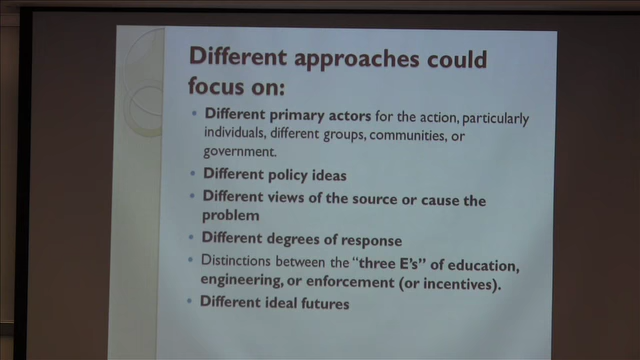 Different approaches could
focus on:
• Different primary actors for the action, particularly
individuals, different groups, communities, or
government.
• Different policy ideas
• Different views of the source or cause the
problem
• Different degrees of response
• Distinctions between the “three E’s” of education,
engineering, or enforcement (or incentives).
• Different ideal futures